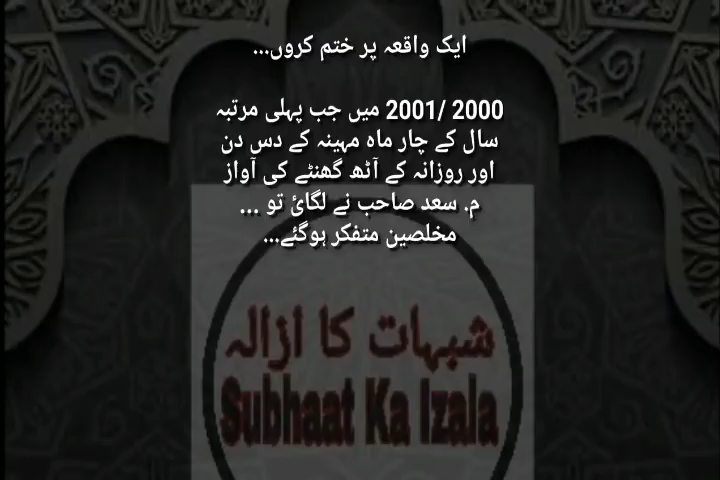 ایک واقعہ پر ختم کروں...
2000 /2001 میں جب پہلی مرتبہ
سال کے چار ماہ مہینہ کے دس دن
اور روزانہ کے آٹھ گھنٹے کی آواز
م. سعد صاحب نے لگائ تو ...
مخلصین متفکر ہوگئے...
شبہات کا ازالہ
Subhaat Ka Izala